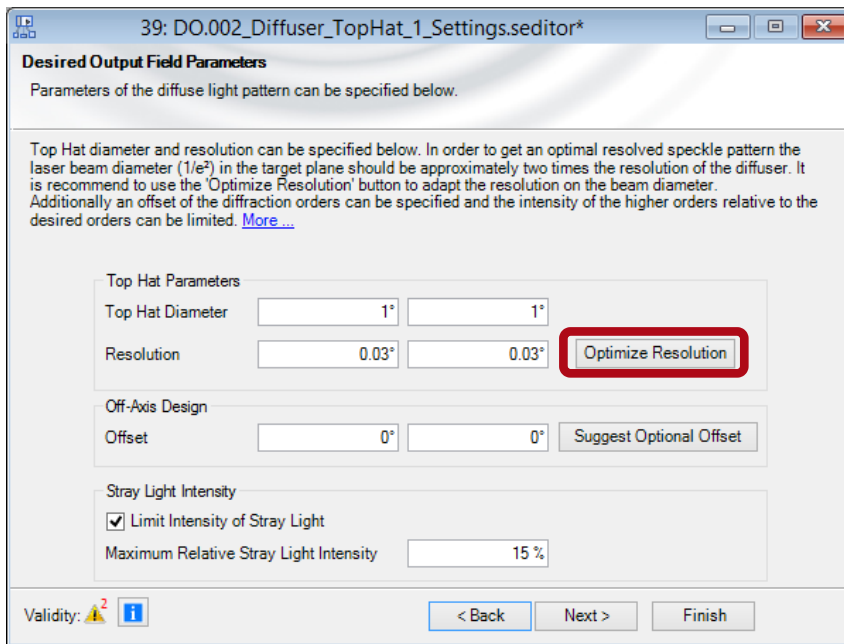 39: DO.002_Diffuser_TopHat_1_Settings.seditor*
Desired Output Field Parameters
Parameters of the diffuse light pattern can be specified below.
Top Hat diameter and resolution can be specified below. In order to get an optimal resolved speckle pattern the
laser beam diameter (1/e²) in the target plane should be approximately two times the resolution of the diffuser. It
is recommend to use the 'Optimize Resolution' button to adapt the resolution on the beam diameter.
Additionally an offset of the diffraction orders can be specified and the intensity of the higher orders relative to the
desired orders can be limited. More ...
Top Hat Parameters
Top Hat Diameter 1° 1°
Resolution 0.03° 0.03° Optimize Resolution
Off-Axis Design
Offset 0° 0° Suggest Optional Offset
Stray Light Intensity
Limit Intensity of Stray Light
Maximum Relative Stray Light Intensity 15 %
Validity: 2 < Back Next > Finish